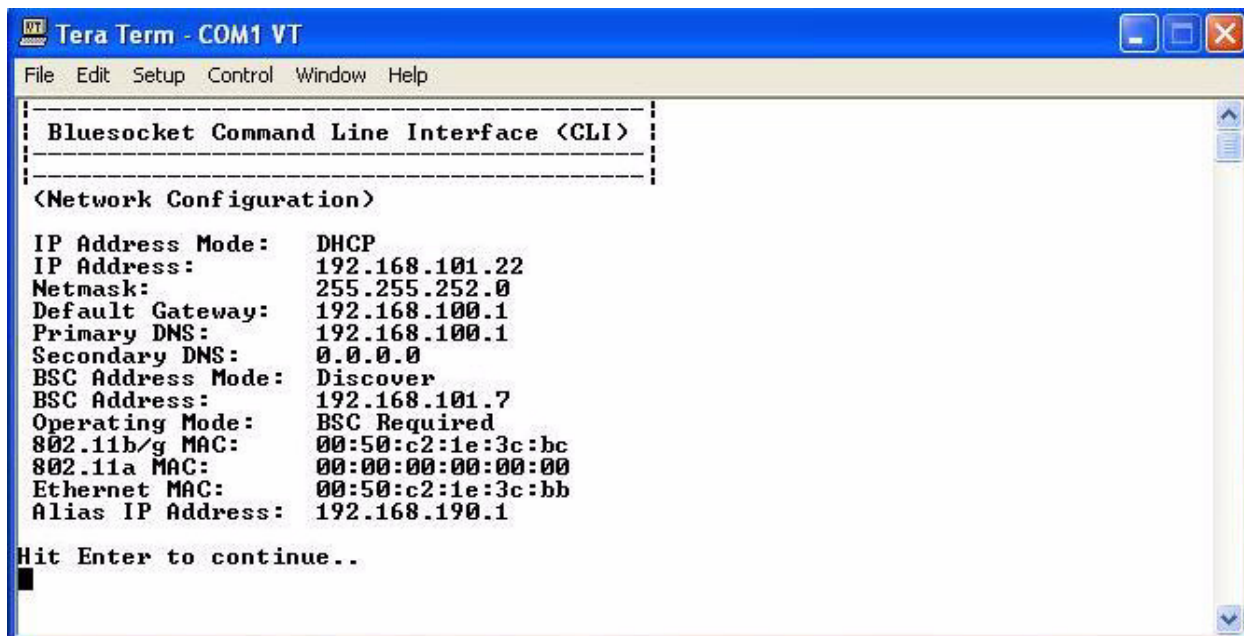 Tera Term - COM1 VT
File Edit Setup Control Window Help
Bluesocket Command Line Interface (CLI)
(Network Configuration)
IP Address Mode: DHCP
IP Address: 192.168.101.22
Netmask: 255.255.252.0
Default Gateway: 192.168.100.1
Primary DNS: 192.168.100.1
Secondary DNS: 0.0.0.0
BSC Address Mode: Discover
BSC Address: 192.168.101.7
Operating Mode: BSC Required
802.11b/g MAC: 00:50:c2:1e:3c:bc
802.11a MAC: 00:00:00:00:00:00
Ethernet MAC: 00:50:c2:1e:3c:bb
Alias IP Address: 192.168.190.1
Hit Enter to continue..